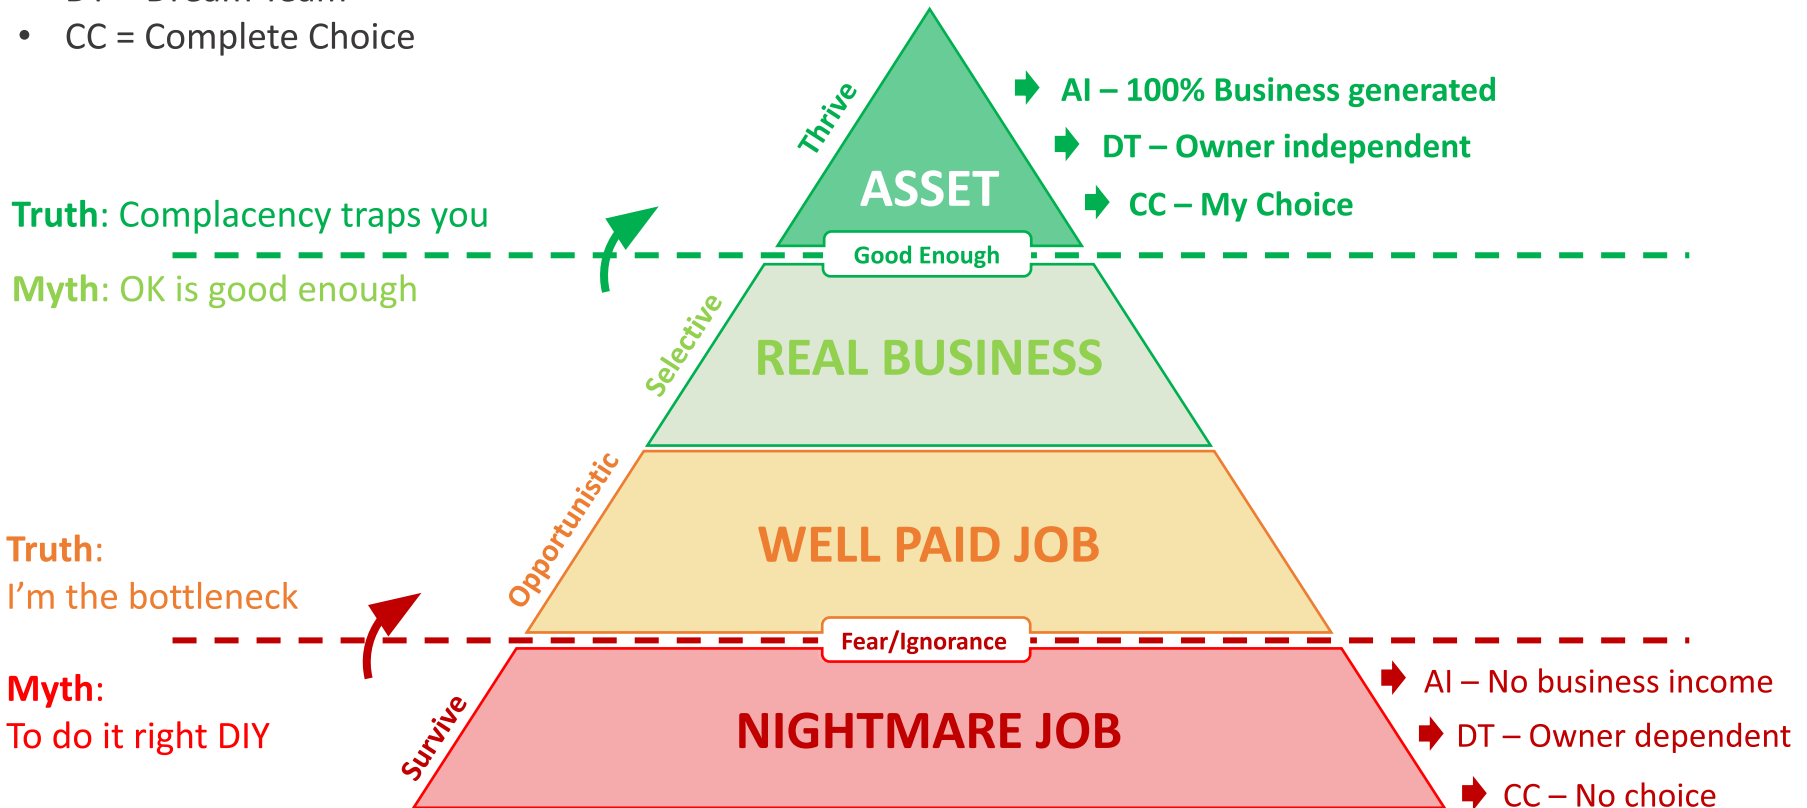 DT = Dream Team
• CC = Complete Choice
Thrive
AI – 100% Business generated
DT – Owner independent
CC – My Choice
ASSET
Truth: Complacency traps you
Good Enough
Myth: OK is good enough
Selective
REAL BUSINESS
Opportunistic
WELL PAID JOB
Truth:
I’m the bottleneck
Fear/Ignorance
Myth:
To do it right DIY
Survive
NIGHTMARE JOB
AI – No business income
DT – Owner dependent
CC – No choice